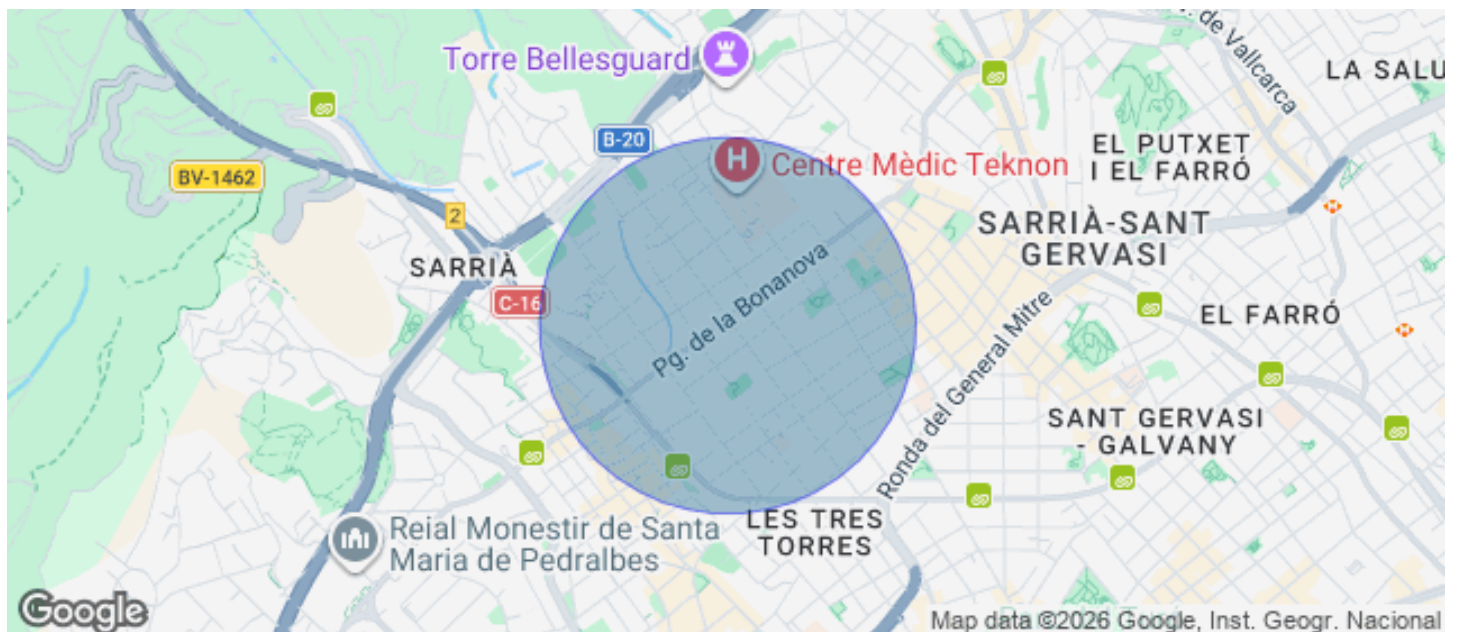 Torre Bellesguard
de Vallcarca
LA SALU
B-20
EL PUTXET
I EL FARRÓ
H
Centre Mèdic Teknon
BV-1462
2
SARRIÀ-SANT
GERVASI
SARRIÀ
C-16
Pg. de la Bonanova
EL FARRÓ
Ronda del General Mitre
SANT GERVASI
- GALVANY
LES TRES
TORRES
Reial Monestir de Santa
Maria de Pedralbes
Google
Map data ©2026 Google, Inst. Geogr. Nacional